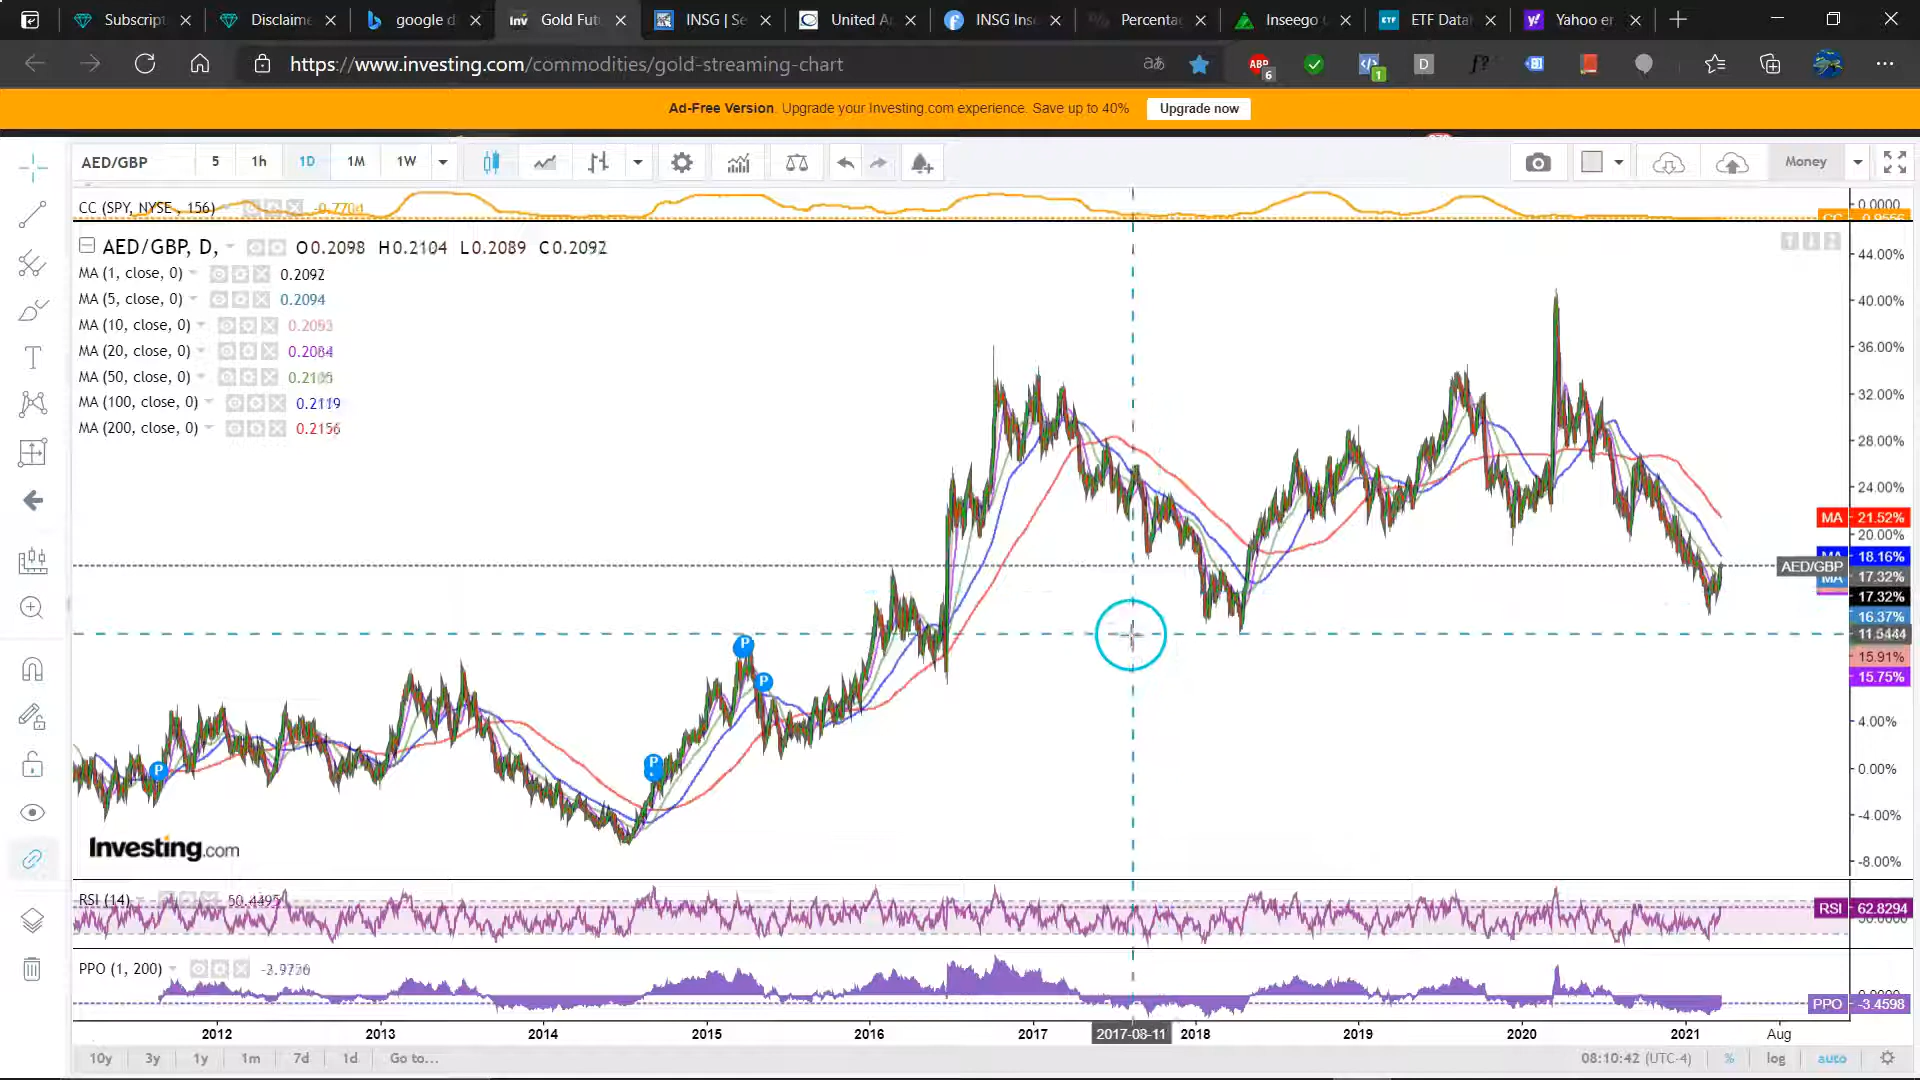 Subscript
Disclaime
google d
Inv Gold Fut
INSG | Se
United A
INSG Ins
Percenta
Inseego
ETF ETF Data
Yahoo e
https://www.investing.com/commodities/gold-streaming-chart
ABP 6
1
D
f?
Ad-Free Version. Upgrade your Investing.com experience. Save up to 40% Upgrade now
AED/GBP 5 1h 1D 1M 1W Money
CC (SPY, NYSE, 156)
0.0000
AED/GBP, D, O0.2098 H0.2104 L0.2089 C0.2092
MA (1, close, 0) 0.2092
MA (5, close, 0) 0.2094
MA (10, close, 0)
MA (20, close, 0) 0.2084
MA (50, close, 0)
MA (100, close, 0) 0.2119
MA (200, close, 0) 0.2156
44.00%
40.00%
36.00%
32.00%
28.00%
24.00%
MA 21.52%
20.00%
MA 18.16%
AED/GBP
MA 17.32%
17.32%
16.37%
11.5444
15.91%
15.75%
4.00%
0.00%
-4.00%
-8.00%
P
P
P
P
Investing.com
RSI (14) 50.4495
RSI 62.8294
PPO (1, 200)
PPO -3.4598
2012 2013 2014 2015 2016 2017 2017-08-11 2018 2019 2020 2021 Aug
10y 3y 1y 1m 7d 1d Go to... 08:10:42 (UTC-4) % log auto